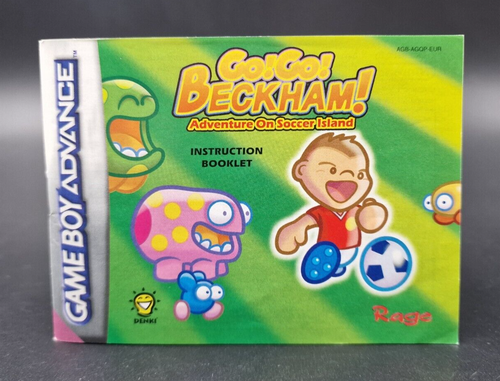 AGB-AGQP-EUR
GO!GO!
BECKHAM!
Adventure On Soccer Island
INSTRUCTION
BOOKLET
GAME BOY ADVANCE
DENKI
Rage